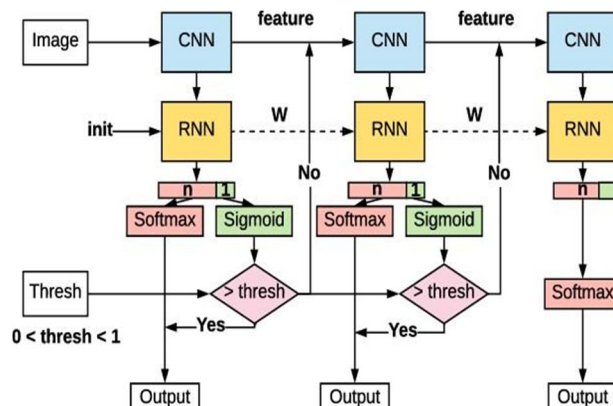 feature
feature
Image
CNN
CNN
CNN
W
W
init
RNN
RNN
RNN
No
No
n 1
n 1
n
Softmax
Sigmoid
Softmax
Sigmoid
Thresh
> thresh
> thresh
Softmax
0 < thresh < 1
Yes
Yes
Output
Output
Output